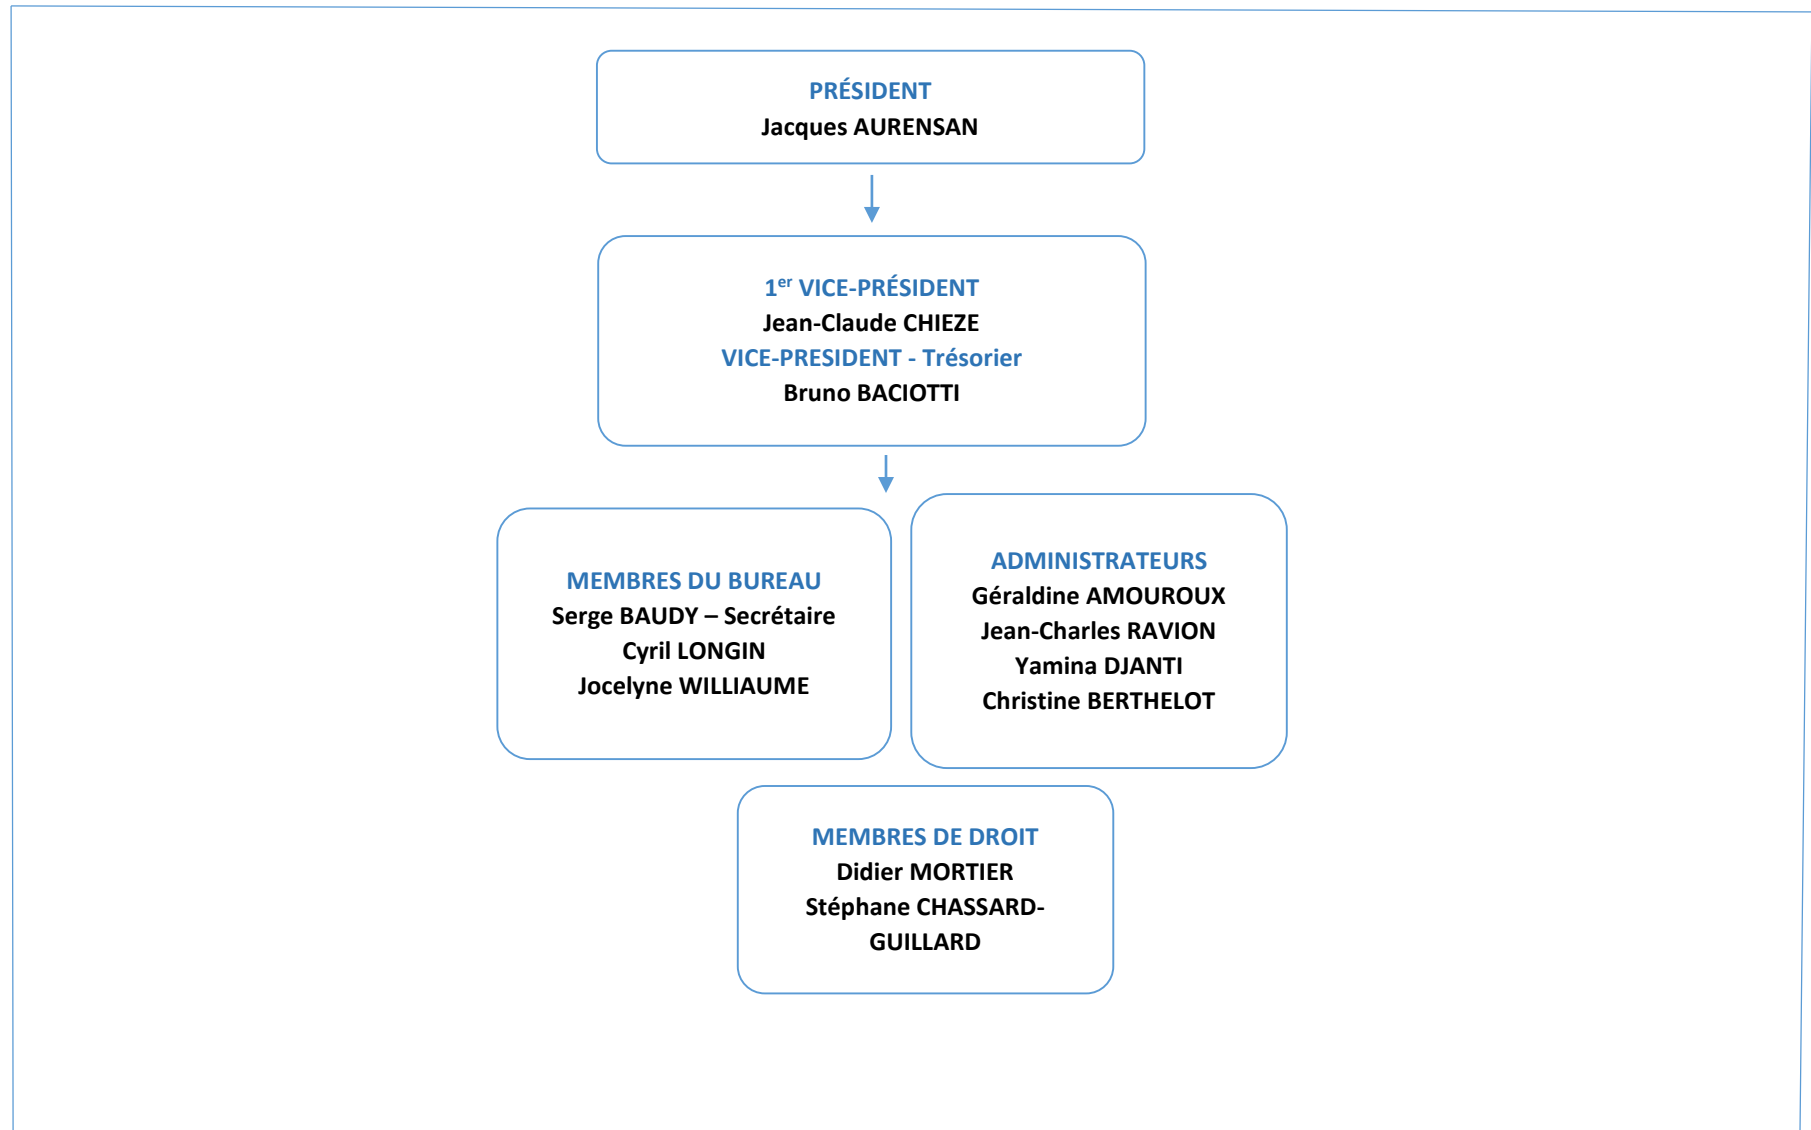 PRÉSIDENT
Jacques AURENSAN
1er VICE-PRÉSIDENT
Jean-Claude CHIEZE
VICE-PRESIDENT - Trésorier
Bruno BACIOTTI
MEMBRES DU BUREAU
Serge BAUDY – Secrétaire
Cyril LONGIN
Jocelyne WILLIAUME
ADMINISTRATEURS
Géraldine AMOUROUX
Jean-Charles RAVION
Yamina DJANTI
Christine BERTHELOT
MEMBRES DE DROIT
Didier MORTIER
Stéphane CHASSARD-
GUILLARD